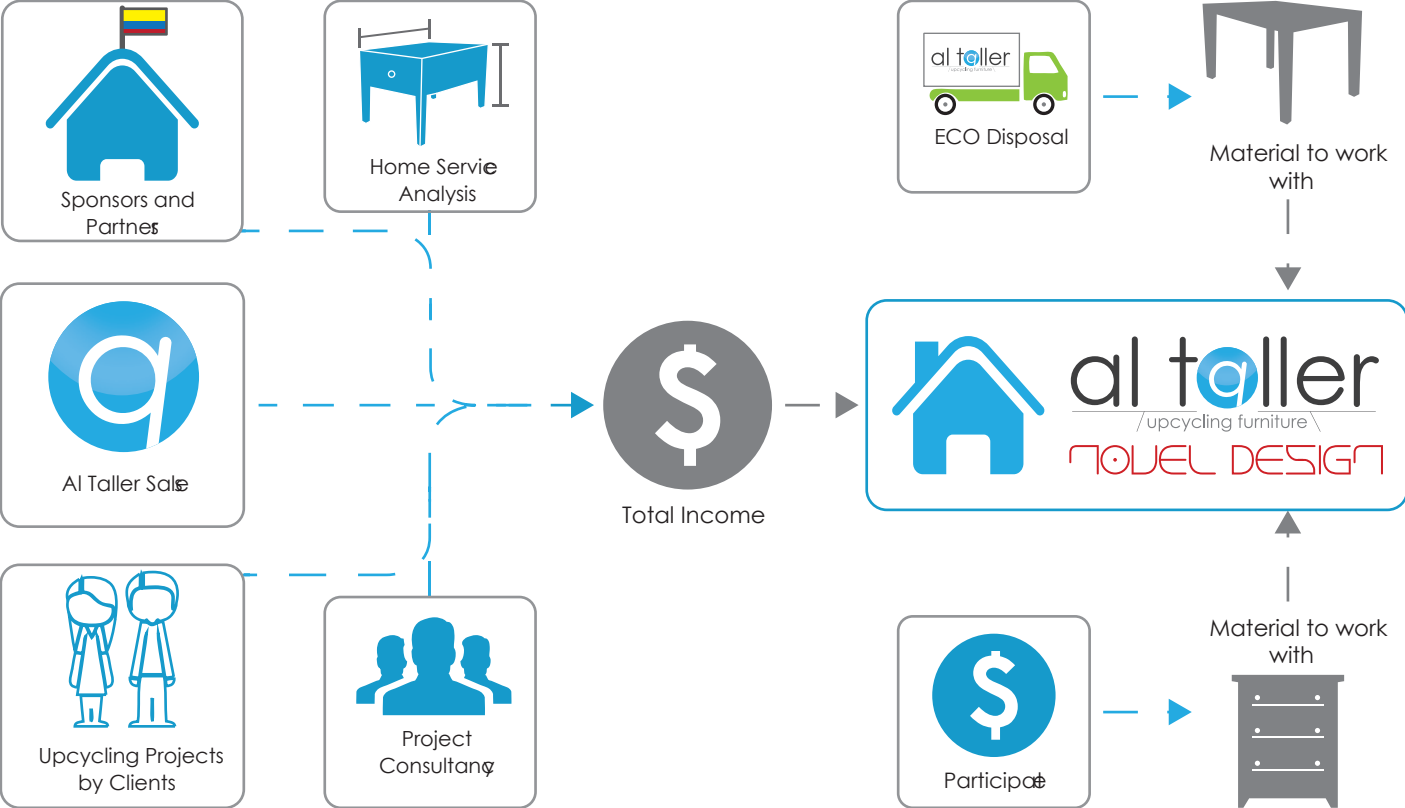 Sponsors and
Partners
Home Service
Analysis
al taller
upcycling furniture
ECO Disposal
Material to work
with
a
Al Taller Sale
$
Total Income
al taller
/upcycling furniture\
NOVEL DESIGN
Upcycling Projects
by Clients
Project
Consultancy
$
Participate
Material to work
with